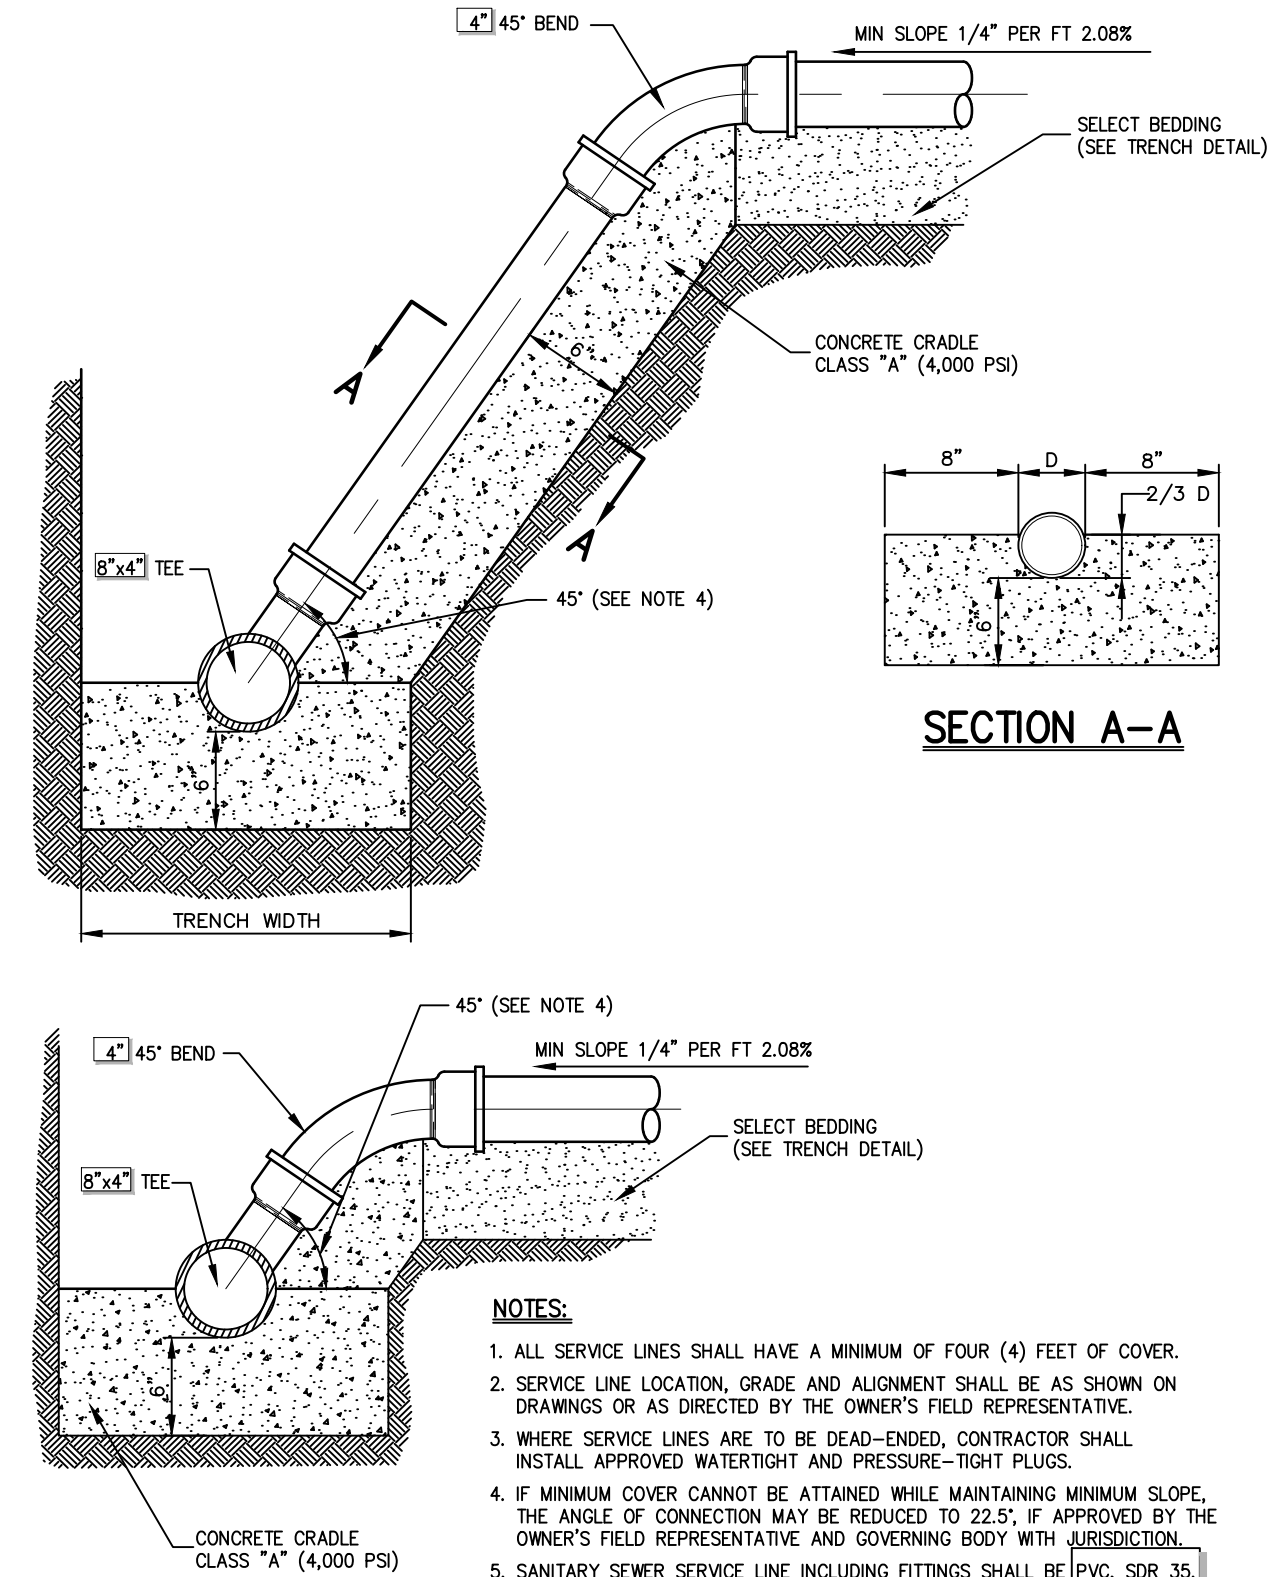 4" 45° BEND
MIN SLOPE 1/4" PER FT 2.08%
SELECT BEDDING
(SEE TRENCH DETAIL)
CONCRETE CRADLE
CLASS "A" (4,000 PSI)
6"
A
A
8"x4" TEE
45° (SEE NOTE 4)
6"
TRENCH WIDTH
8"
D
8"
2/3 D
6"
SECTION A-A
45° (SEE NOTE 4)
4" 45° BEND
MIN SLOPE 1/4" PER FT 2.08%
SELECT BEDDING
(SEE TRENCH DETAIL)
8"x4" TEE
6"
CONCRETE CRADLE
CLASS "A" (4,000 PSI)
NOTES:
1. ALL SERVICE LINES SHALL HAVE A MINIMUM OF FOUR (4) FEET OF COVER.
2. SERVICE LINE LOCATION, GRADE AND ALIGNMENT SHALL BE AS SHOWN ON
DRAWINGS OR AS DIRECTED BY THE OWNER'S FIELD REPRESENTATIVE.
3. WHERE SERVICE LINES ARE TO BE DEAD-ENDED, CONTRACTOR SHALL
INSTALL APPROVED WATERTIGHT AND PRESSURE-TIGHT PLUGS.
4. IF MINIMUM COVER CANNOT BE ATTAINED WHILE MAINTAINING MINIMUM SLOPE,
THE ANGLE OF CONNECTION MAY BE REDUCED TO 22.5°, IF APPROVED BY THE
OWNER'S FIELD REPRESENTATIVE AND GOVERNING BODY WITH JURISDICTION.
5. SANITARY SEWER SERVICE LINE INCLUDING FITTINGS SHALL BE PVC, SDR 35.